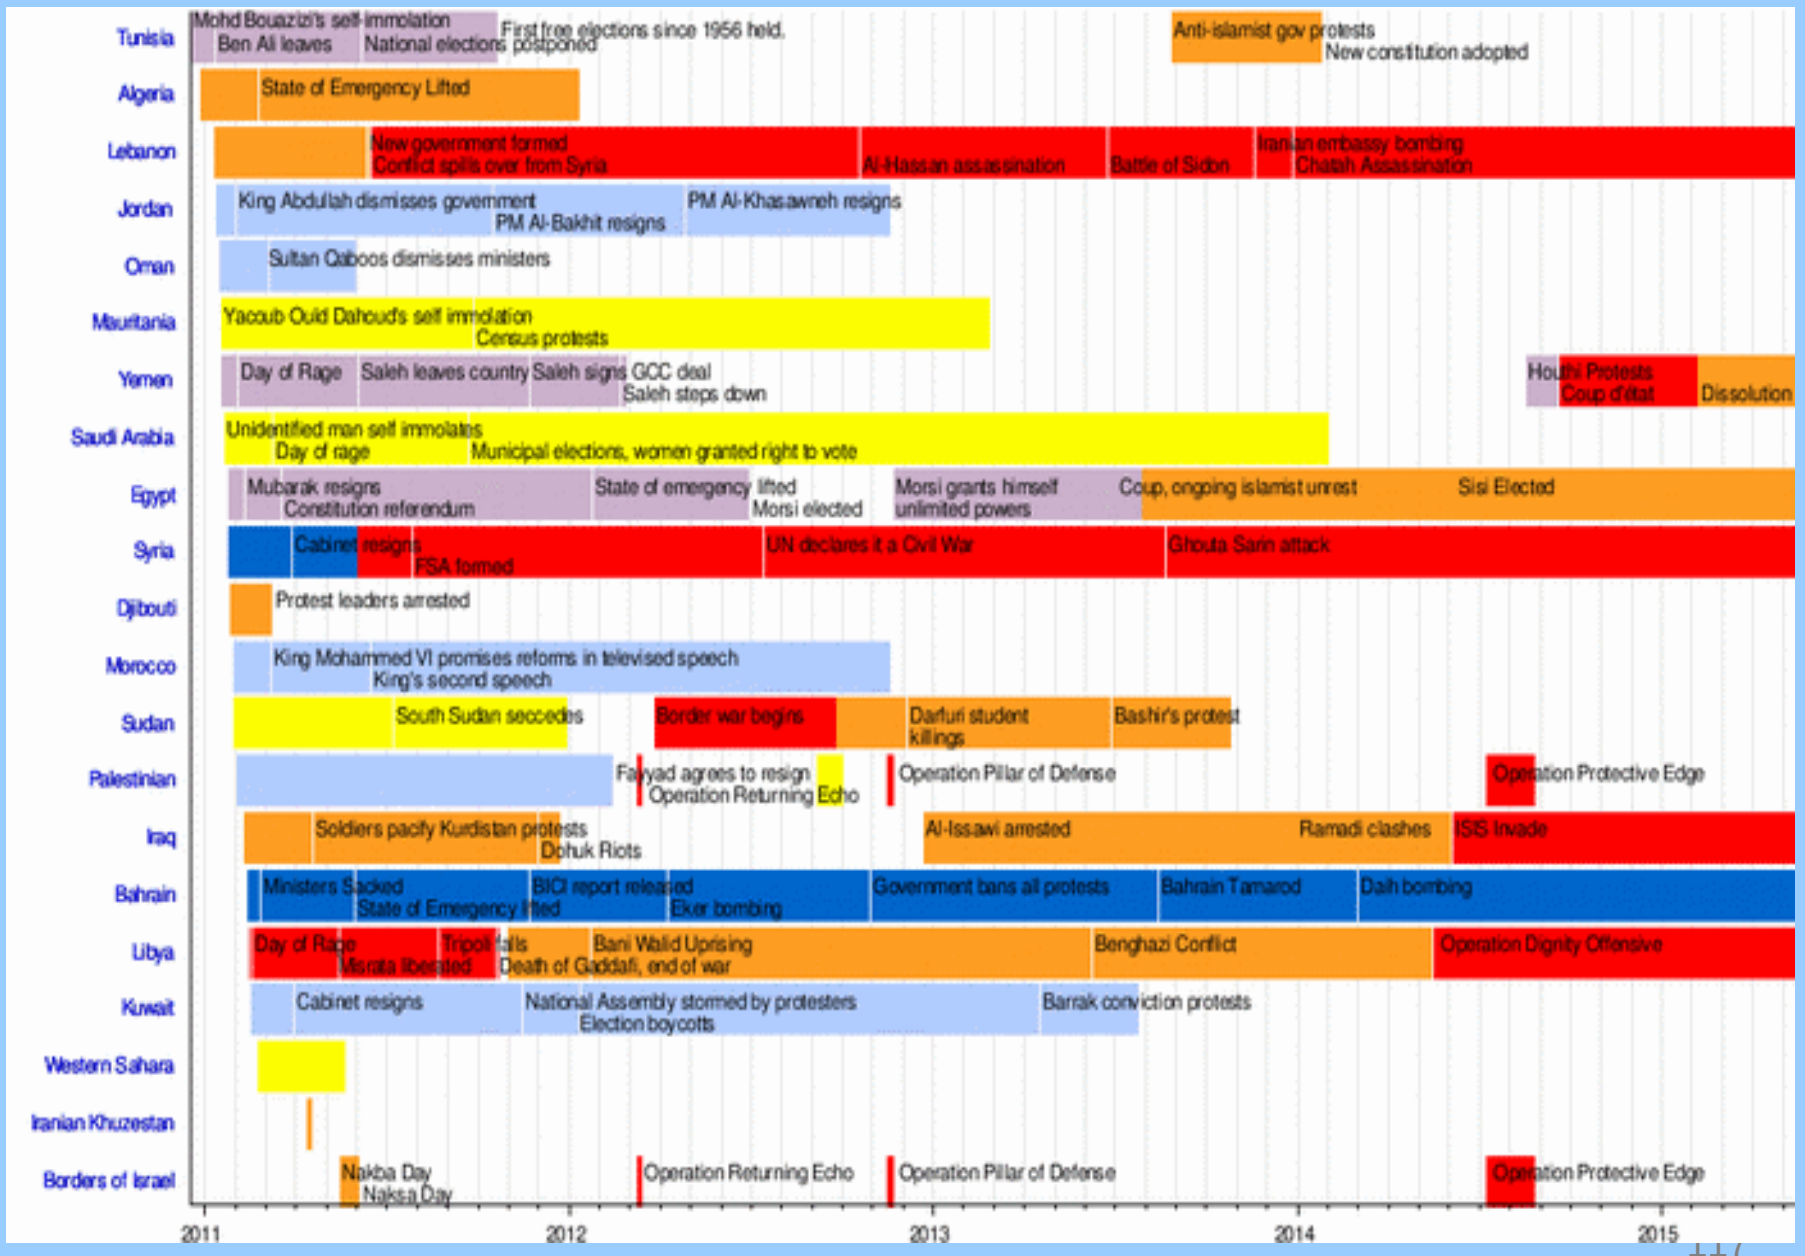 Tunisia
Mohd Bouazizi's self-immolation
Ben Ali leaves
National elections postponed
First free elections since 1956 held.
Anti-islamist gov protests
New constitution adopted
Algeria
State of Emergency Lifted
Lebanon
New government formed
Conflict spills over from Syria
Al-Hassan assassination
Battle of Sidon
Iranian embassy bombing
Chatah Assassination
Jordan
King Abdullah dismisses government
PM Al-Bakhit resigns
PM Al-Khasawneh resigns
Oman
Sultan Qaboos dismisses ministers
Mauritania
Yacoub Ould Dahoud's self immolation
Census protests
Yemen
Day of Rage
Saleh leaves country
Saleh signs GCC deal
Saleh steps down
Houthi Protests
Coup d'état
Dissolution
Saudi Arabia
Unidentified man self immolates
Day of rage
Municipal elections, women granted right to vote
Egypt
Mubarak resigns
Constitution referendum
State of emergency lifted
Morsi elected
Morsi grants himself
unlimited powers
Coup, ongoing islamist unrest
Sisi Elected
Syria
Cabinet resigns
FSA formed
UN declares it a Civil War
Ghouta Sarin attack
Djibouti
Protest leaders arrested
Morocco
King Mohammed VI promises reforms in televised speech
King's second speech
Sudan
South Sudan seccedes
Border war begins
Darfuri student
killings
Bashir's protest
Palestinian
Fayyad agrees to resign
Operation Returning Echo
Operation Pillar of Defense
Operation Protective Edge
Iraq
Soldiers pacify Kurdistan protests
Dohuk Riots
Al-Issawi arrested
Ramadi clashes
ISIS Invade
Bahrain
Ministers Sacked
State of Emergency lifted
BICI report released
Eker bombing
Government bans all protests
Bahrain Tamarod
Daih bombing
Libya
Day of Rage
Misrata liberated
Tripoli falls
Death of Gaddafi, end of war
Bani Walid Uprising
Benghazi Conflict
Operation Dignity Offensive
Kuwait
Cabinet resigns
National Assembly stormed by protesters
Election boycotts
Barrak conviction protests
Western Sahara
Iranian Khuzestan
Borders of Israel
Nakba Day
Naksa Day
Operation Returning Echo
Operation Pillar of Defense
Operation Protective Edge
2011 2012 2013 2014 2015
117